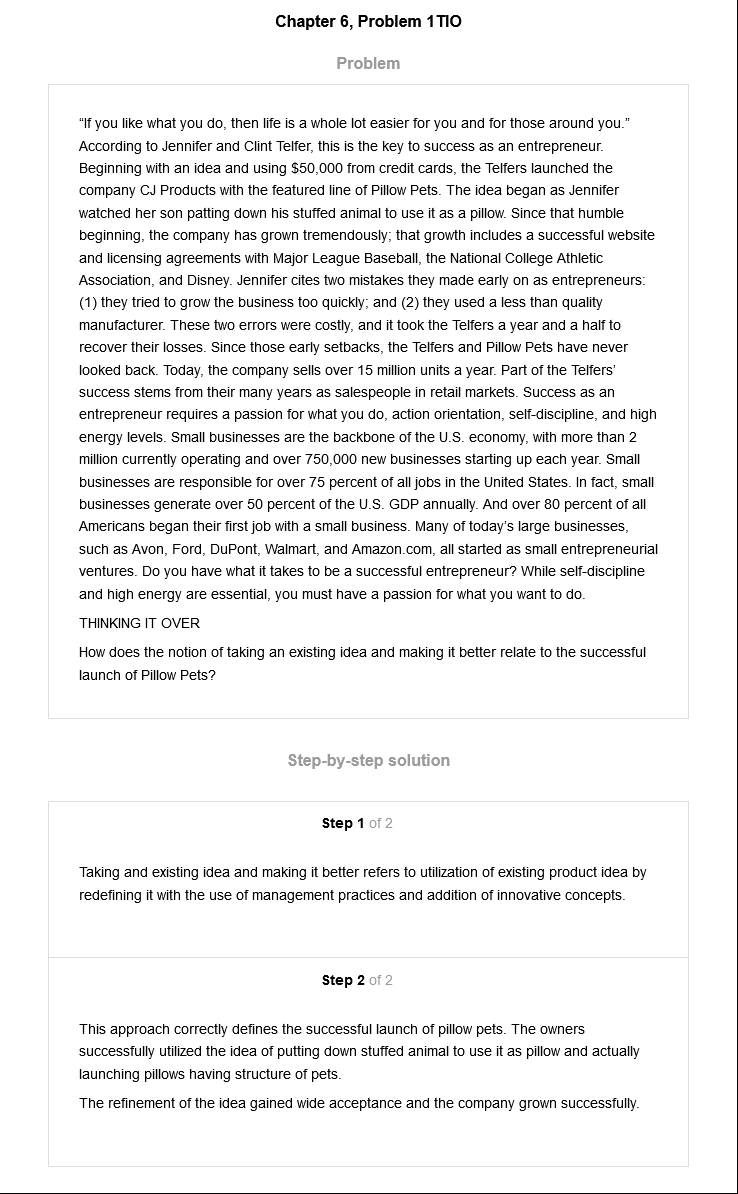 Chapter 6, Problem 1TIO
Problem
“If you like what you do, then life is a whole lot easier for you and for those around you.”
According to Jennifer and Clint Telfer, this is the key to success as an entrepreneur.
Beginning with an idea and using $50,000 from credit cards, the Telfers launched the
company CJ Products with the featured line of Pillow Pets. The idea began as Jennifer
watched her son patting down his stuffed animal to use it as a pillow. Since that humble
beginning, the company has grown tremendously; that growth includes a successful website
and licensing agreements with Major League Baseball, the National College Athletic
Association, and Disney. Jennifer cites two mistakes they made early on as entrepreneurs:
(1) they tried to grow the business too quickly; and (2) they used a less than quality
manufacturer. These two errors were costly, and it took the Telfers a year and a half to
recover their losses. Since those early setbacks, the Telfers and Pillow Pets have never
looked back. Today, the company sells over 15 million units a year. Part of the Telfers’
success stems from their many years as salespeople in retail markets. Success as an
entrepreneur requires a passion for what you do, action orientation, self-discipline, and high
energy levels. Small businesses are the backbone of the U.S. economy, with more than 2
million currently operating and over 750,000 new businesses starting up each year. Small
businesses are responsible for over 75 percent of all jobs in the United States. In fact, small
businesses generate over 50 percent of the U.S. GDP annually. And over 80 percent of all
Americans began their first job with a small business. Many of today’s large businesses,
such as Avon, Ford, DuPont, Walmart, and Amazon.com, all started as small entrepreneurial
ventures. Do you have what it takes to be a successful entrepreneur? While self-discipline
and high energy are essential, you must have a passion for what you want to do.
THINKING IT OVER
How does the notion of taking an existing idea and making it better relate to the successful
launch of Pillow Pets?
Step-by-step solution
Step 1 of 2
Taking and existing idea and making it better refers to utilization of existing product idea by
redefining it with the use of management practices and addition of innovative concepts.
Step 2 of 2
This approach correctly defines the successful launch of pillow pets. The owners
successfully utilized the idea of putting down stuffed animal to use it as pillow and actually
launching pillows having structure of pets.
The refinement of the idea gained wide acceptance and the company grown successfully.